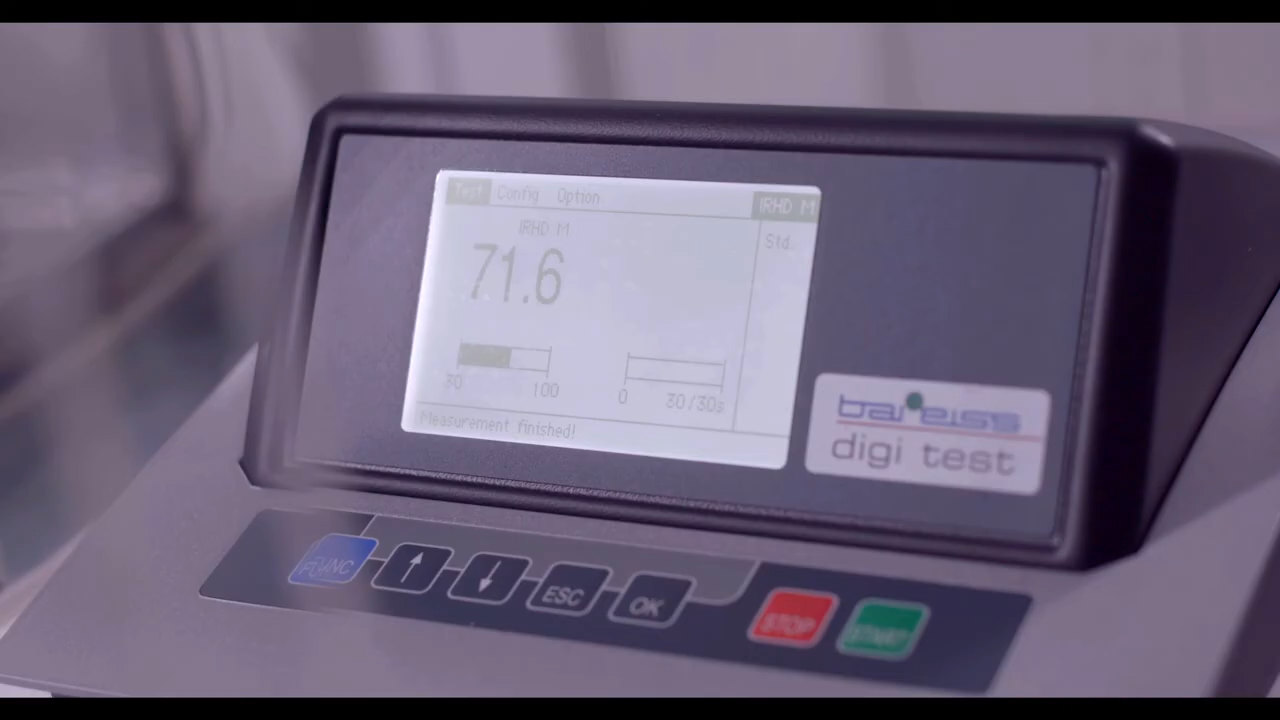 Test Config Option IRHD M
IRHD M
Std.
71.6
30 100 0 30/30s
Measurement finished!
bareiss
digi test
FUNC ESC OK STOP START